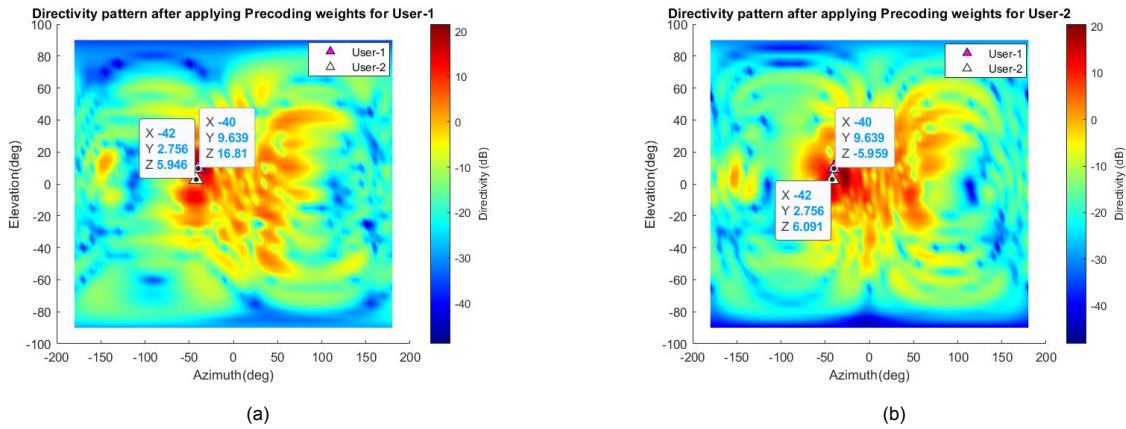 Directivity pattern after applying Precoding weights for User-1
100
80
60
40
20
0
-20
-40
-60
-80
-100
Elevation(deg)
-200
-150
-100
-50
0
50
100
150
200
Azimuth(deg)
User-1
User-2
X -42
Y 2.756
Z 5.946
X -40
Y 9.639
Z 16.81
20
10
0
-10
-20
-30
-40
Directivity (dB)
(a)
Directivity pattern after applying Precoding weights for User-2
100
80
60
40
20
0
-20
-40
-60
-80
-100
Elevation(deg)
-200
-150
-100
-50
0
50
100
150
200
Azimuth(deg)
User-1
User-2
X -40
Y 9.639
Z -5.959
X -42
Y 2.756
Z 6.091
20
10
0
-10
-20
-30
-40
Directivity (dB)
(b)